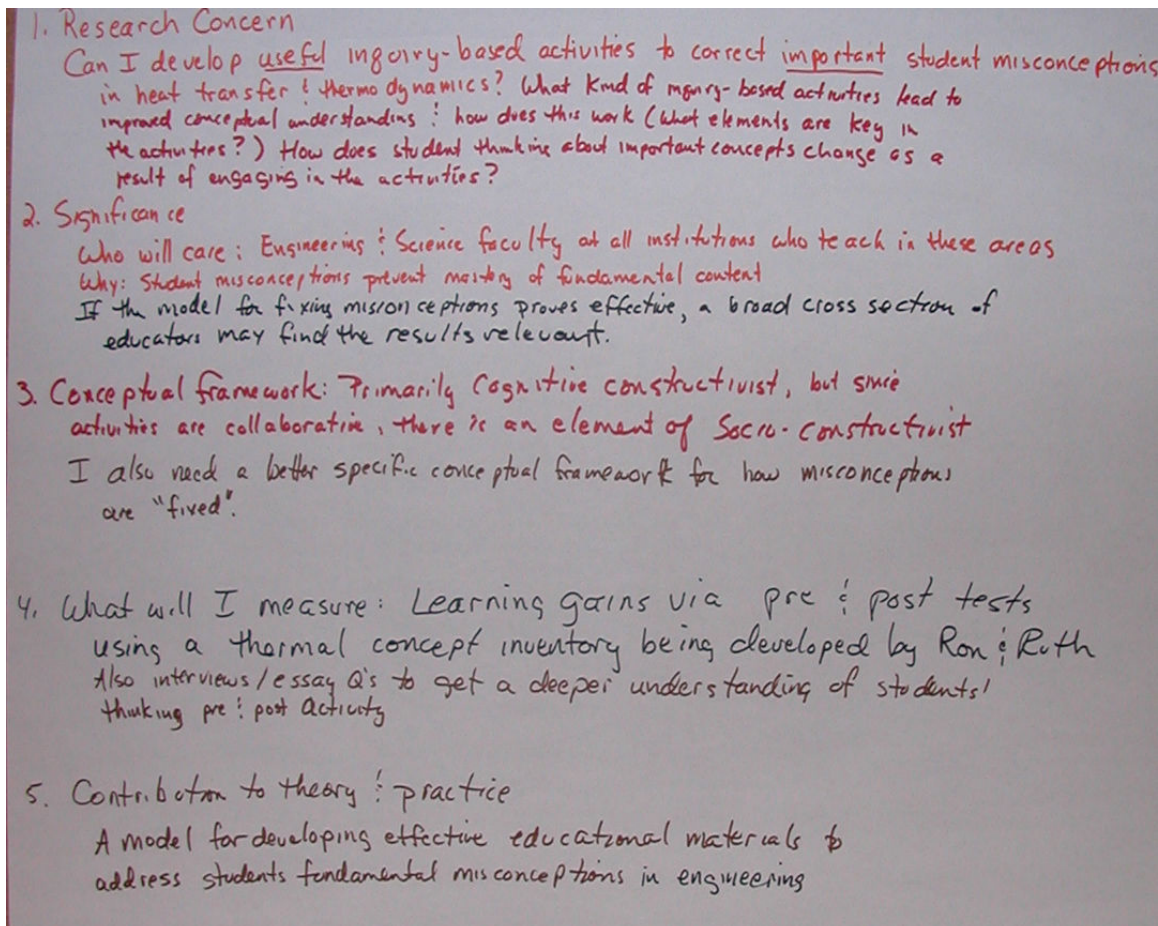 1. Research Concern
Can I develop useful inquiry-based activities to correct important student misconceptions
in heat transfer & thermodynamics? What kind of inquiry-based activities lead to
improved conceptual understanding & how does this work (what elements are key in
the activities?) How does student thinking about important concepts change as a
result of engaging in the activities?
2. Significance
Who will care: Engineering & Science faculty at all institutions who teach in these areas
Why: Student misconceptions prevent mastery of fundamental content
If the model for fixing misconceptions proves effective, a broad cross section of
educators may find the results relevant.
3. Conceptual framework: Primarily Cognitive constructivist, but since
activities are collaborative, there is an element of Socio-constructivist
I also need a better specific conceptual framework for how misconceptions
are "fixed".
4. What will I measure: Learning gains via pre & post tests
using a thermal concept inventory being developed by Ron & Ruth
Also interviews/essay Q's to get a deeper understanding of students'
thinking pre & post activity
5. Contribution to theory & practice
A model for developing effective educational materials to
address students fundamental misconceptions in engineering